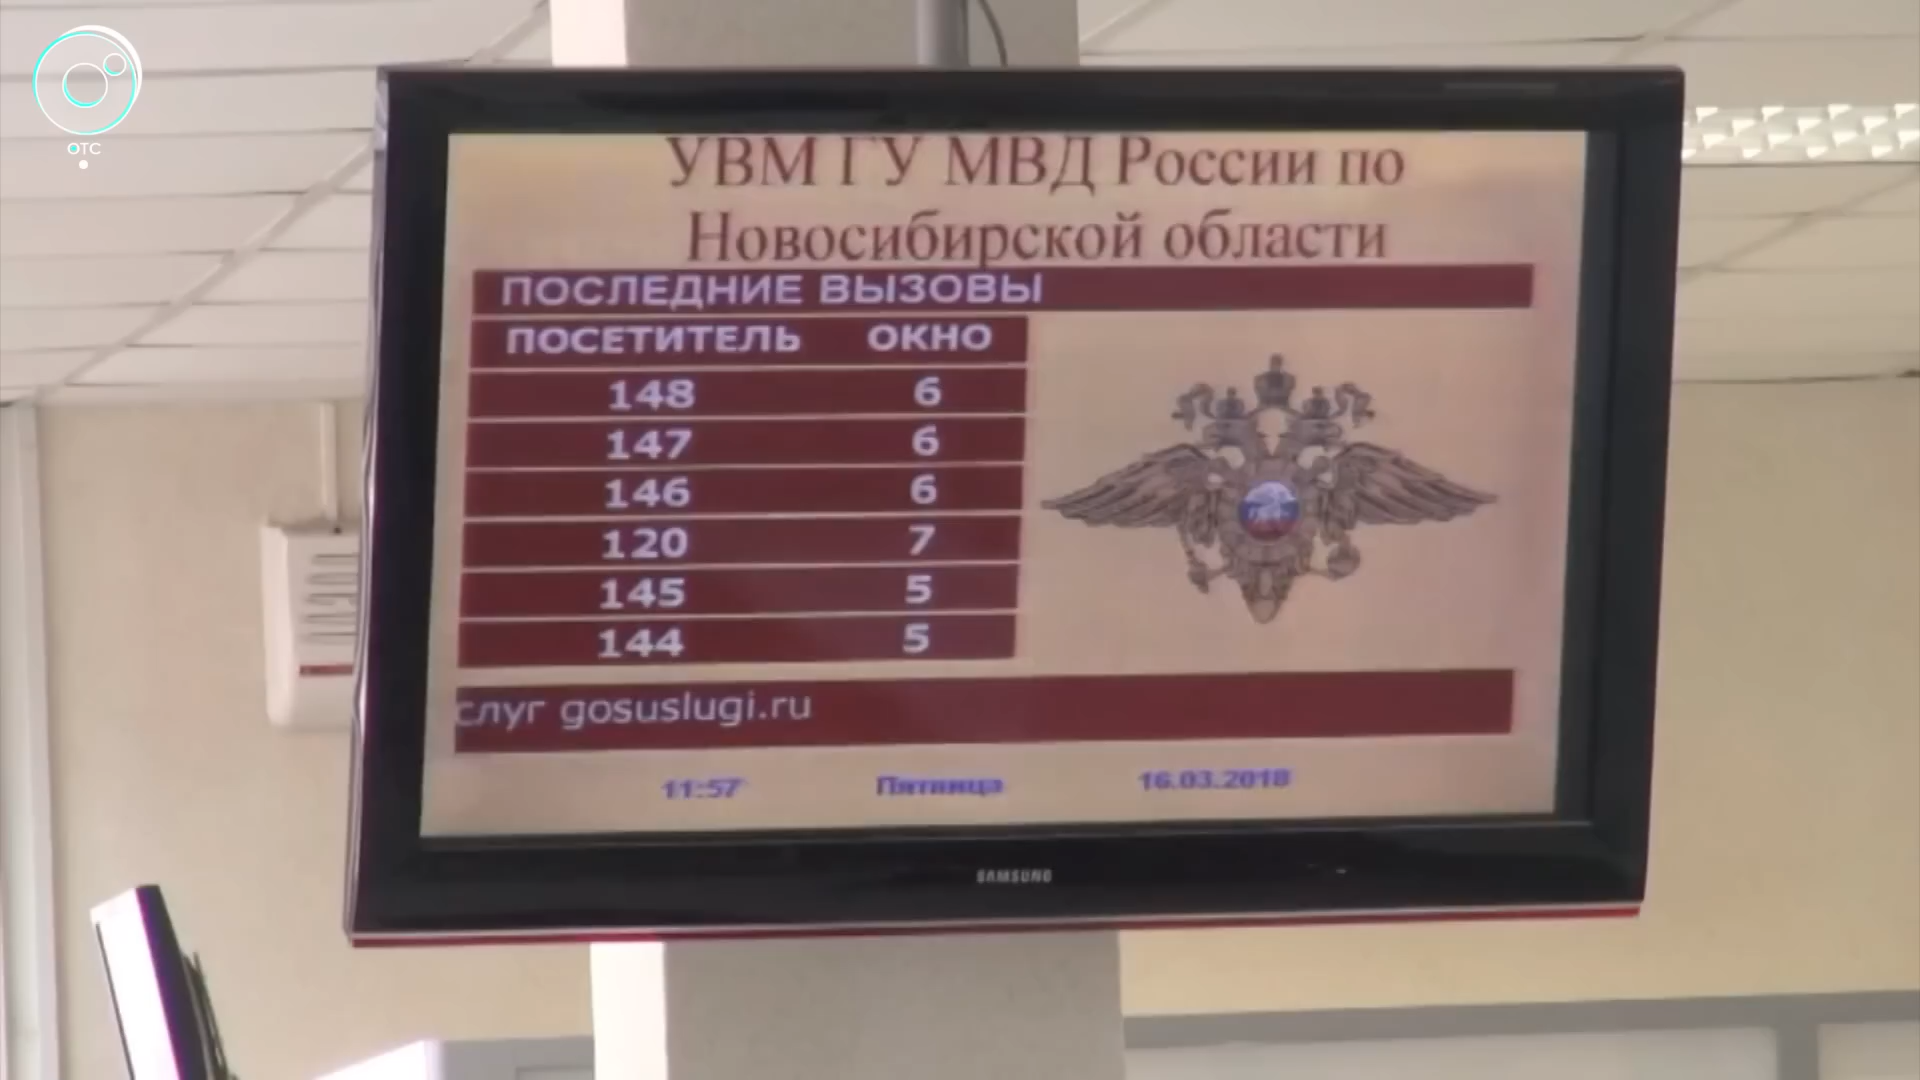 ОТС
УВМ ГУ МВД России по
Новосибирской области
ПОСЛЕДНИЕ ВЫЗОВЫ
ПОСЕТИТЕЛЬ ОКНО
148 6
147 6
146 6
120 7
145 5
144 5
слуг gosuslugi.ru
11:57 Пятница 16.03.2018
SAMSUNG